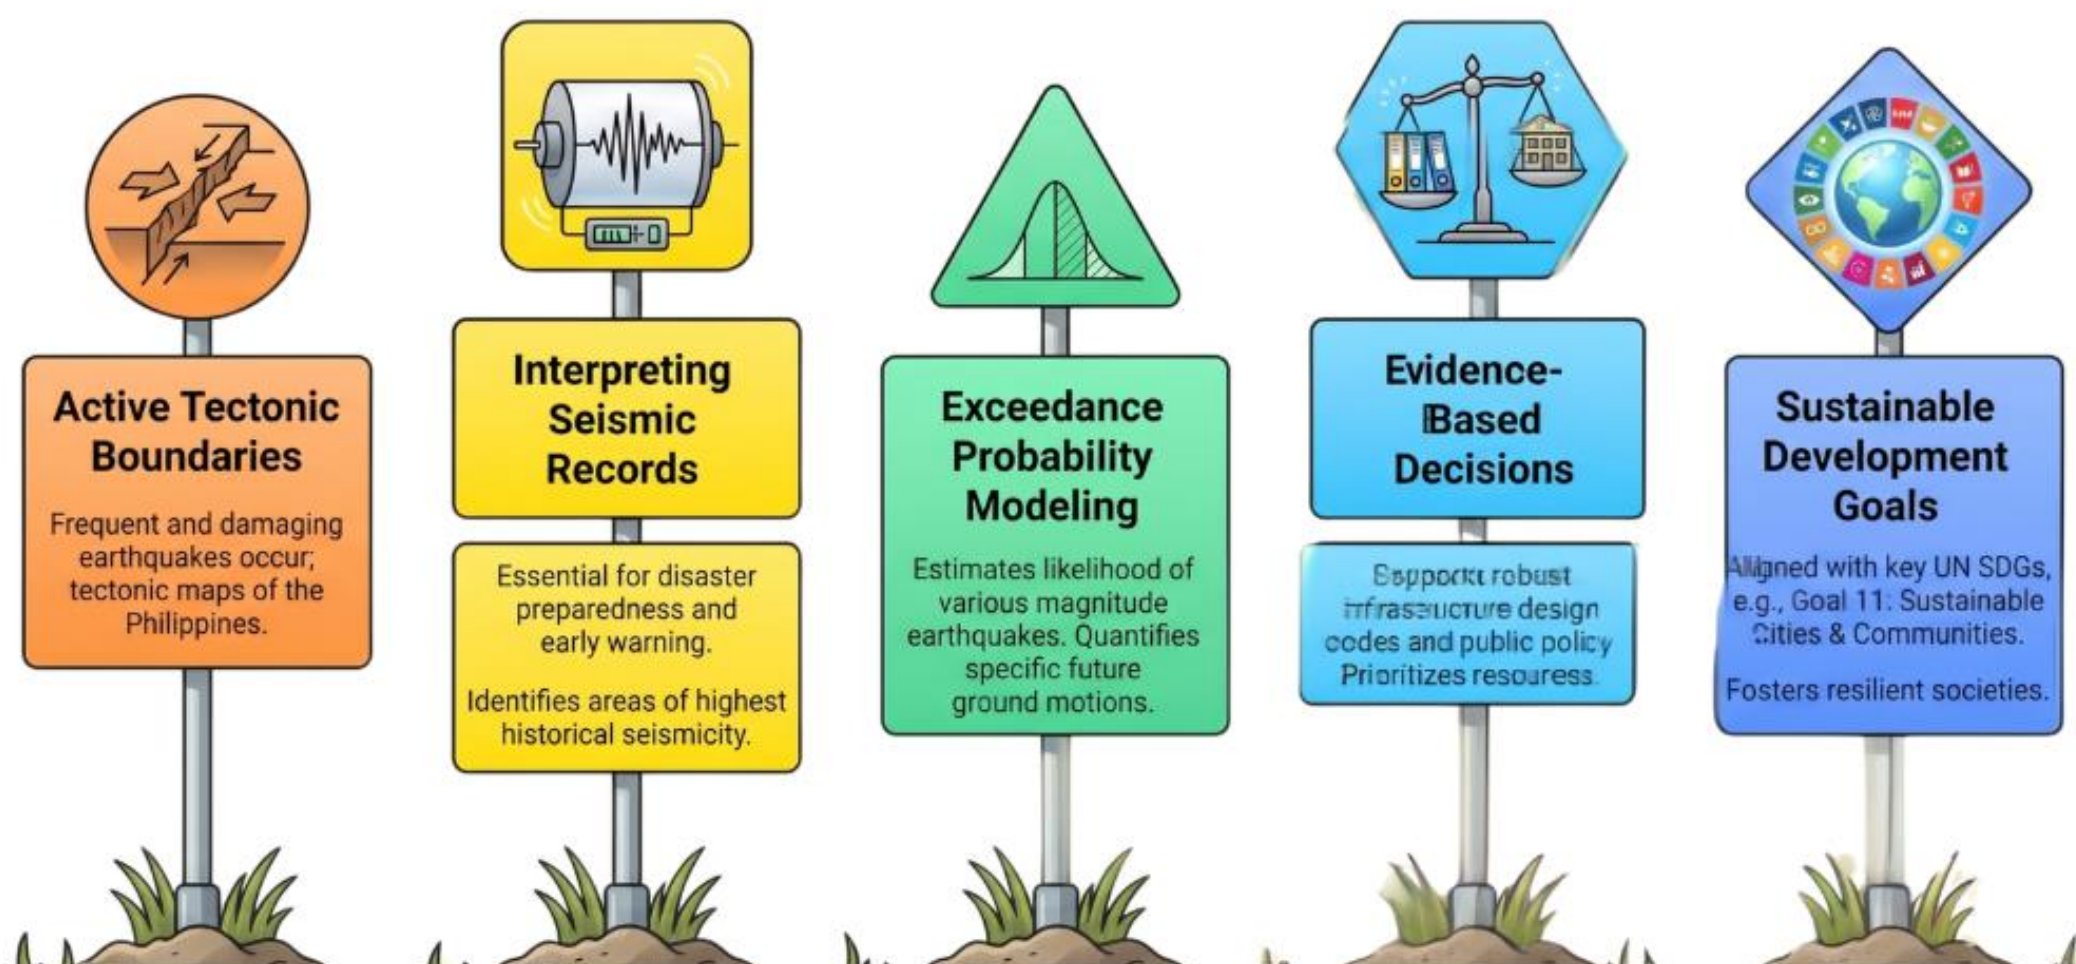 Active Tectonic
Boundaries
Frequent and damaging
earthquakes occur;
tectonic maps of the
Philippines.
Interpreting
Seismic
Records
Essential for disaster
preparedness and
early warning.
Identifies areas of highest
historical seismicity.
Exceedance
Probability
Modeling
Estimates likelihood of
various magnitude
earthquakes. Quantifies
specific future
ground motions.
Evidence-
Based
Decisions
robust
design
codes and public policy
Prioritizes
Sustainable
Development
Goals
with key UN SDGs,
e.g., Goal 11: Sustainable
Cities & Communities.
Fosters resilient societies.